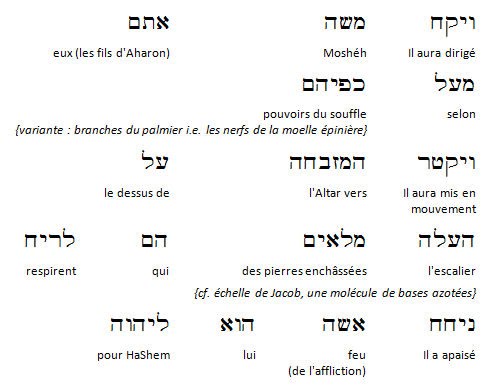 ויקח משה אתם
Il aura dirigé Moshéh eux (les fils d'Aharon)
מעל כפיהם
selon pouvoirs du souffle
{variante : branches du palmier i.e. les nerfs de la moelle épinière}
ויקטר המזבחה על
Il aura mis en mouvement l'Altar vers le dessus de
העלה מלאים הם לריח
l'escalier des pierres enchâssées qui respirent
{cf. échelle de Jacob, une molécule de bases azotées}
ניחח אשה הוא ליהוה
Il a apaisé feu (de l'affliction) lui pour HaShem